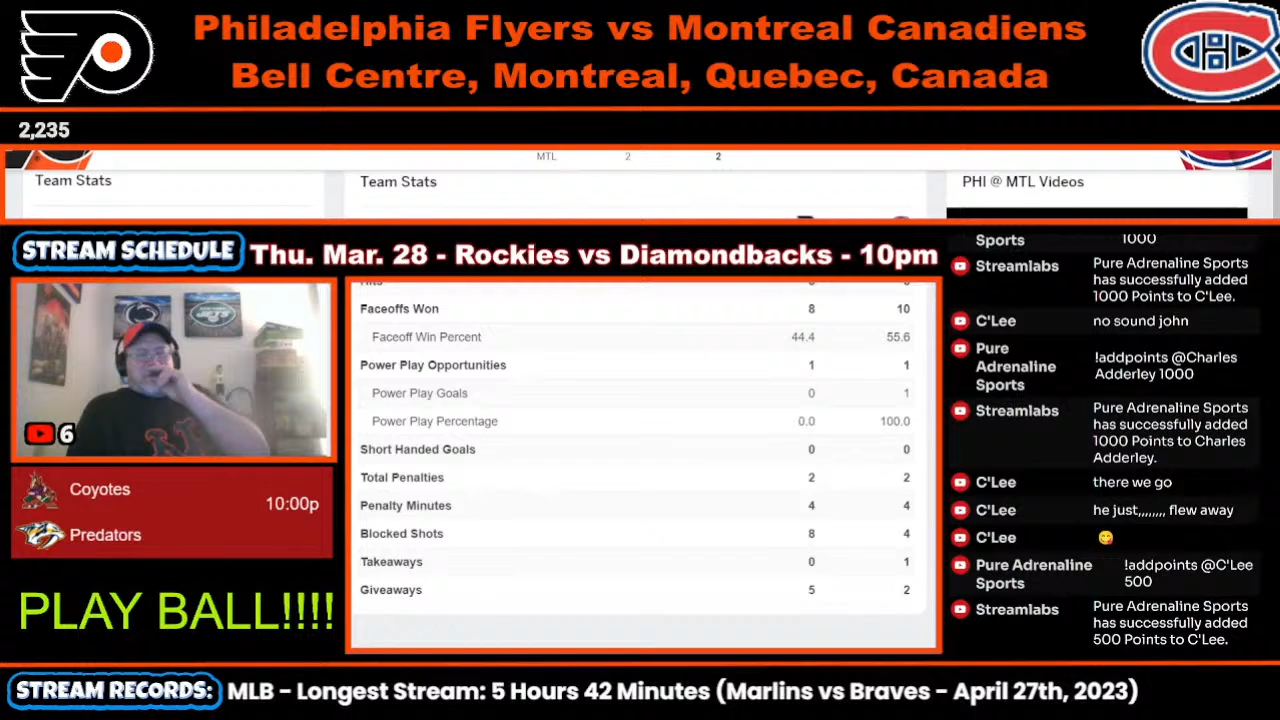 Philadelphia Flyers vs Montreal Canadiens
Bell Centre, Montreal, Quebec, Canada
2,235
MTL 2 2
Team Stats
Team Stats
PHI @ MTL Videos
STREAM SCHEDULE
Thu. Mar. 28 - Rockies vs Diamondbacks - 10pm
JETS
6
Coyotes
10:00p
Predators
PLAY BALL!!!!
Faceoffs Won 8 10
Faceoff Win Percent 44.4 55.6
Power Play Opportunities 1 1
Power Play Goals 0 1
Power Play Percentage 0.0 100.0
Short Handed Goals 0 0
Total Penalties 2 2
Penalty Minutes 4 4
Blocked Shots 8 4
Takeaways 0 1
Giveaways 5 2
Sports 1000
Streamlabs Pure Adrenaline Sports
has successfully added
1000 Points to C'Lee.
C'Lee no sound john
Pure
Adrenaline
Sports
!addpoints @Charles
Adderley 1000
Streamlabs Pure Adrenaline Sports
has successfully added
1000 Points to Charles
Adderley.
C'Lee there we go
C'Lee he just,,,,,,,, flew away
C'Lee 😋
Pure Adrenaline
Sports
!addpoints @C'Lee
500
Streamlabs Pure Adrenaline Sports
has successfully added
500 Points to C'Lee.
STREAM RECORDS: MLB - Longest Stream: 5 Hours 42 Minutes (Marlins vs Braves - April 27th, 2023)